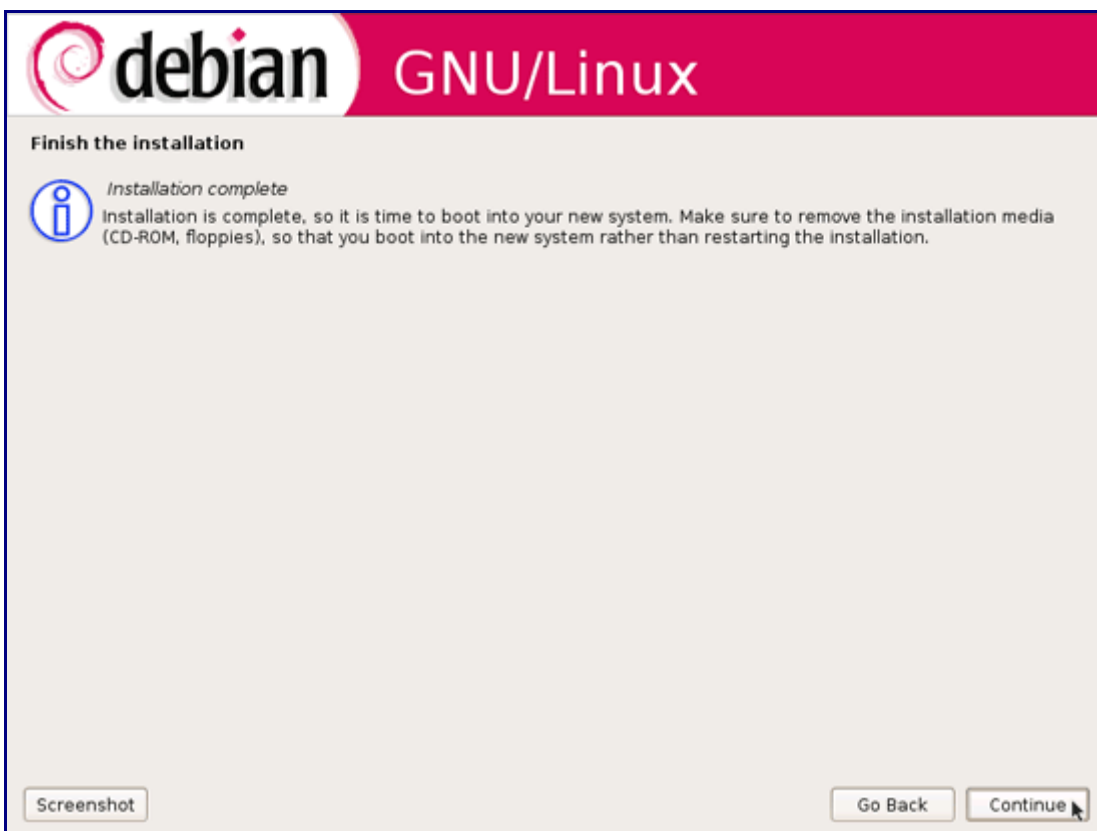 debian GNU/Linux
Finish the installation
Installation complete
Installation is complete, so it is time to boot into your new system. Make sure to remove the installation media
(CD-ROM, floppies), so that you boot into the new system rather than restarting the installation.
Screenshot Go Back Continue